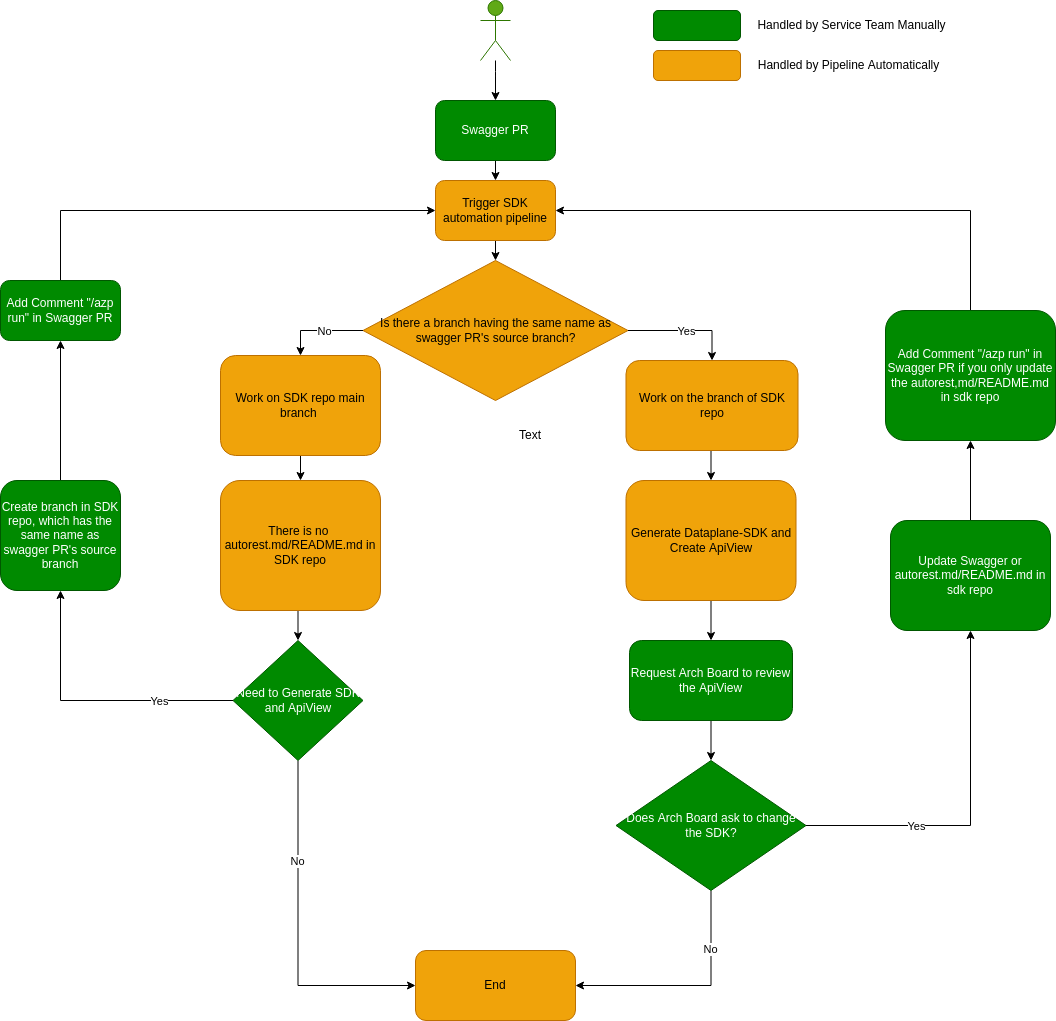 Handled by Service Team Manually
Handled by Pipeline Automatically
Swagger PR
Trigger SDK
automation pipeline
Is there a branch having the same name as
swagger PR's source branch?
No
Yes
Add Comment "/azp
run" in Swagger PR
Work on SDK repo main
branch
Work on the branch of SDK
repo
Add Comment "/azp run" in
Swagger PR if you only update
the autorest,md/README.md
in sdk repo
Text
Create branch in SDK
repo, which has the
same name as
swagger PR's source
branch
There is no
autorest.md/README.md in
SDK repo
Generate Dataplane-SDK and
Create ApiView
Update Swagger or
autorest.md/README.md in
sdk repo
Need to Generate SDK
and ApiView
Yes
Request Arch Board to review
the ApiView
Does Arch Board ask to change
the SDK?
Yes
No
No
End